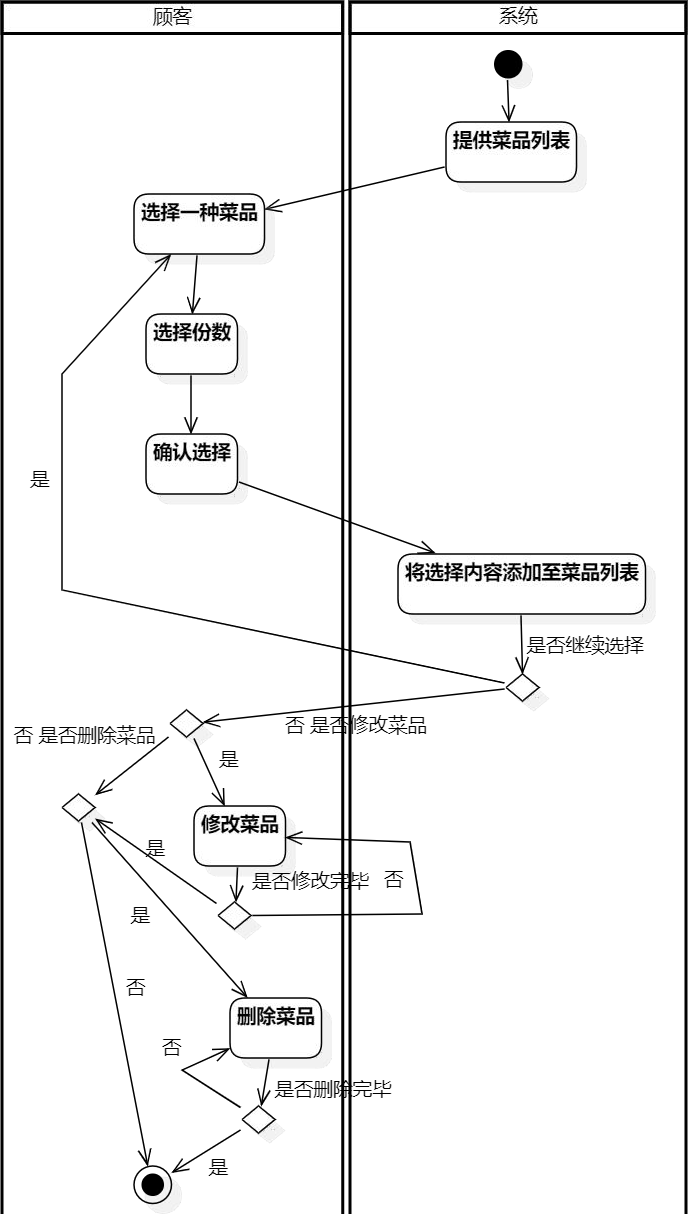 顾客
系统
提供菜品列表
选择一种菜品
选择份数
确认选择
是
将选择内容添加至菜品列表
是否继续选择
否 是否修改菜品
否 是否删除菜品
是
修改菜品
是
是否修改完毕
否
是
否
删除菜品
否
是否删除完毕
是